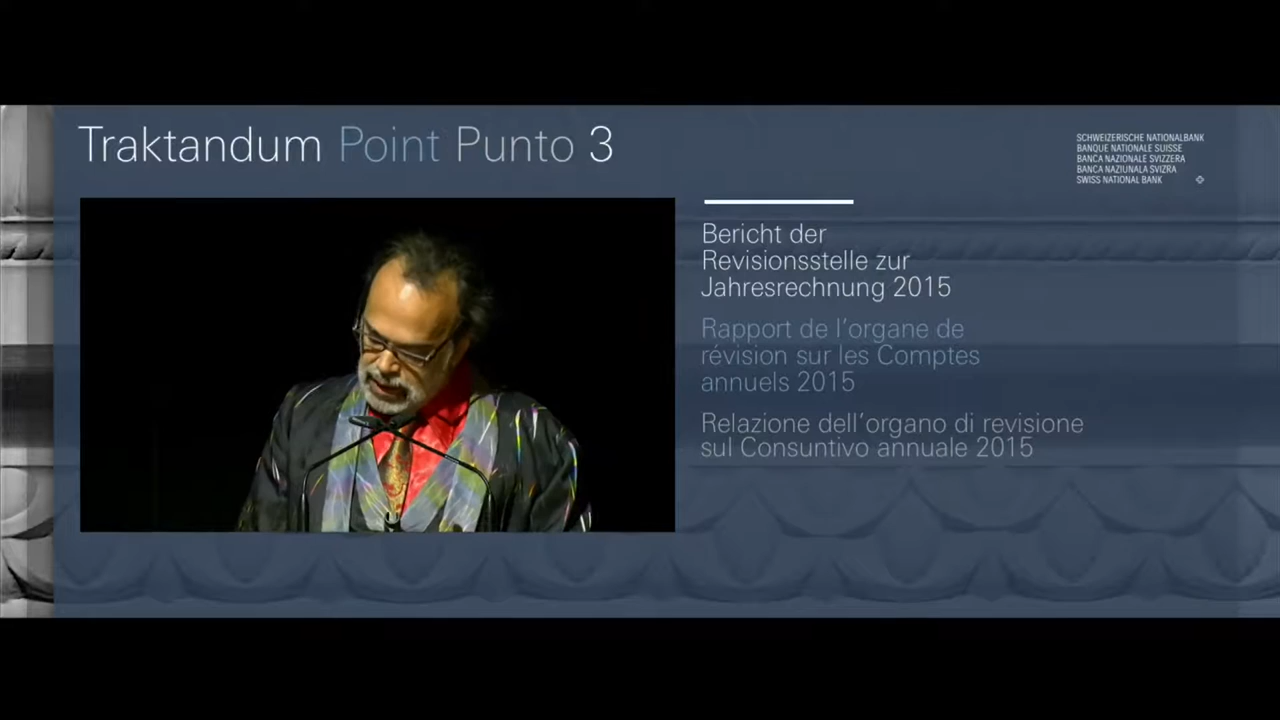 Traktandum Point Punto 3
SCHWEIZERISCHE NATIONALBANK
BANQUE NATIONALE SUISSE
BANCA NAZIONALE SVIZZERA
BANCA NAZIUNALA SVIZRA
SWISS NATIONAL BANK
Bericht der
Revisionsstelle zur
Jahresrechnung 2015
Rapport de l'organe de
révision sur les Comptes
annuels 2015
Relazione dell'organo di revisione
sul Consuntivo annuale 2015